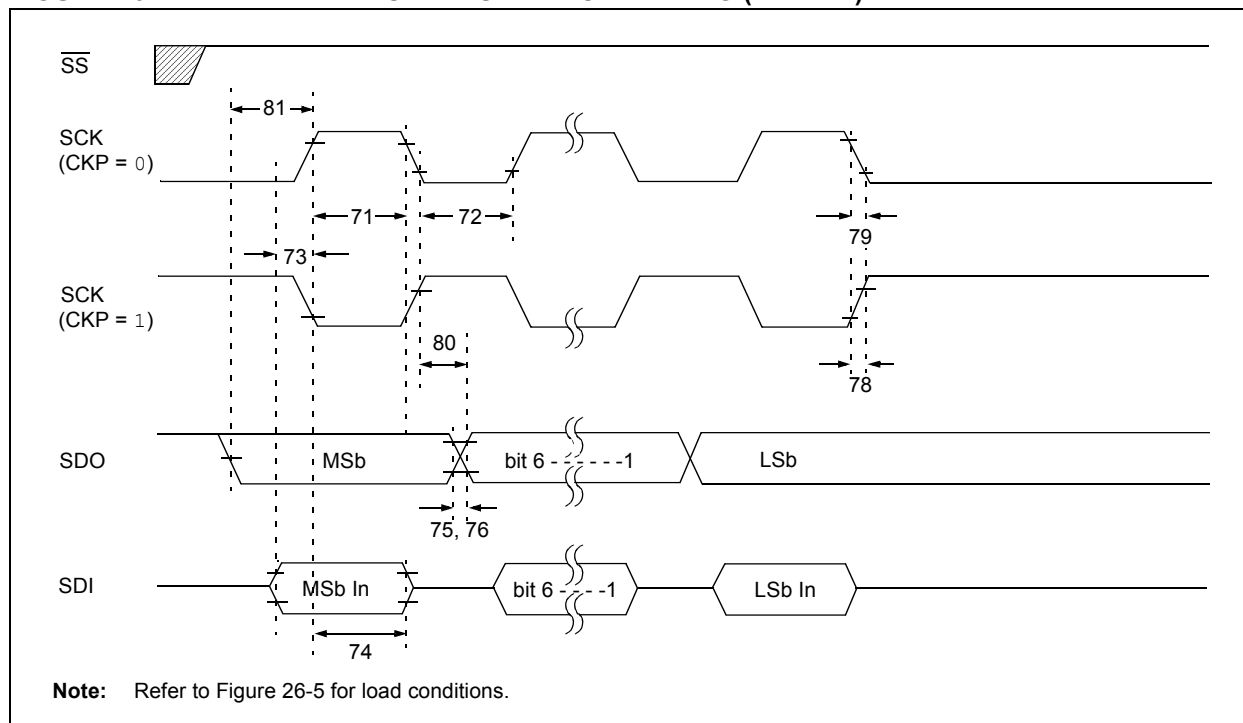 SS
81
SCK
(CKP = 0)
71
72
79
73
SCK
(CKP = 1)
80
78
SDO
MSb
bit 6 - - - - - -1
LSb
75, 76
SDI
MSb In
bit 6 - - - -1
LSb In
74
Note: Refer to Figure 26-5 for load conditions.